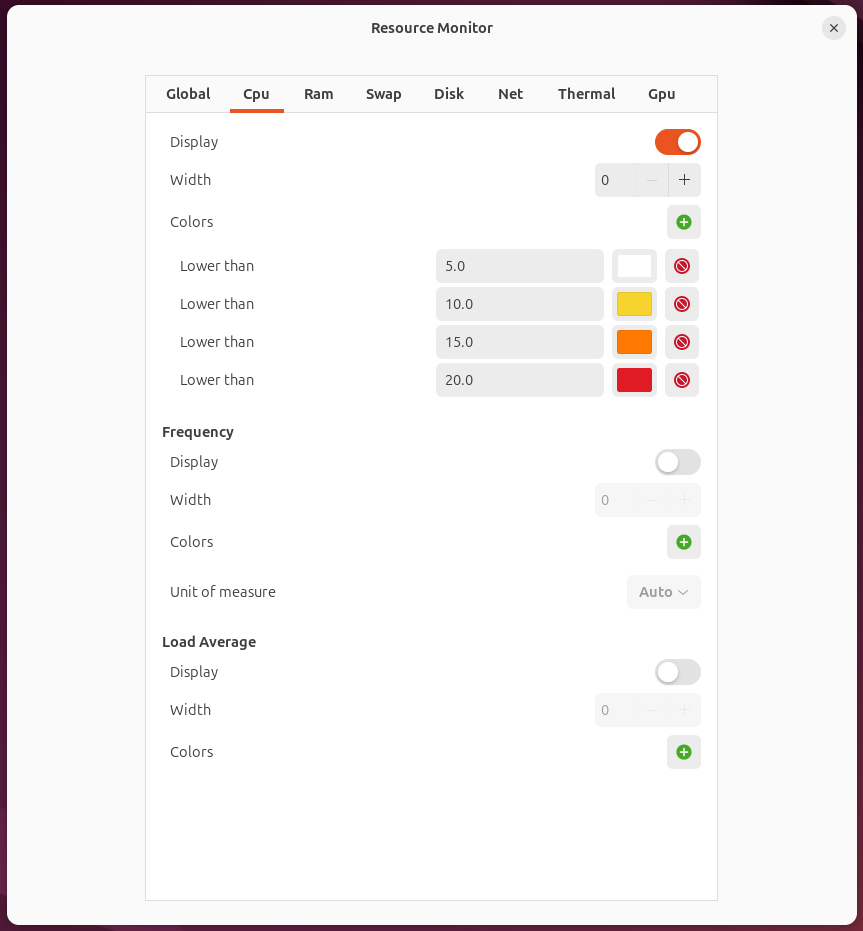 Resource Monitor
Global Cpu Ram Swap Disk Net Thermal Gpu
Display
Width 0
Colors
Lower than 5.0
Lower than 10.0
Lower than 15.0
Lower than 20.0
Frequency
Display
Width 0
Colors
Unit of measure Auto
Load Average
Display
Width 0
Colors